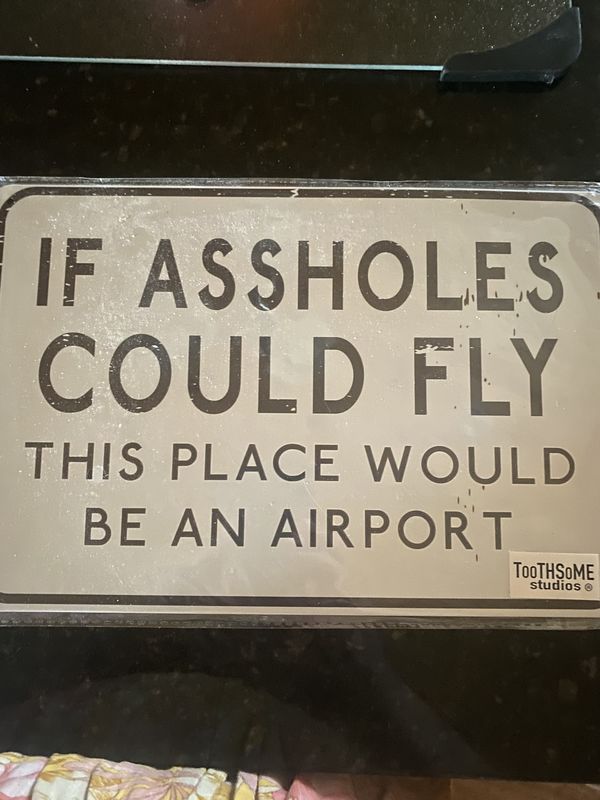 IF ASSHOLES
COULD FLY
THIS PLACE WOULD
BE AN AIRPORT
TooTHSoME
studios ®